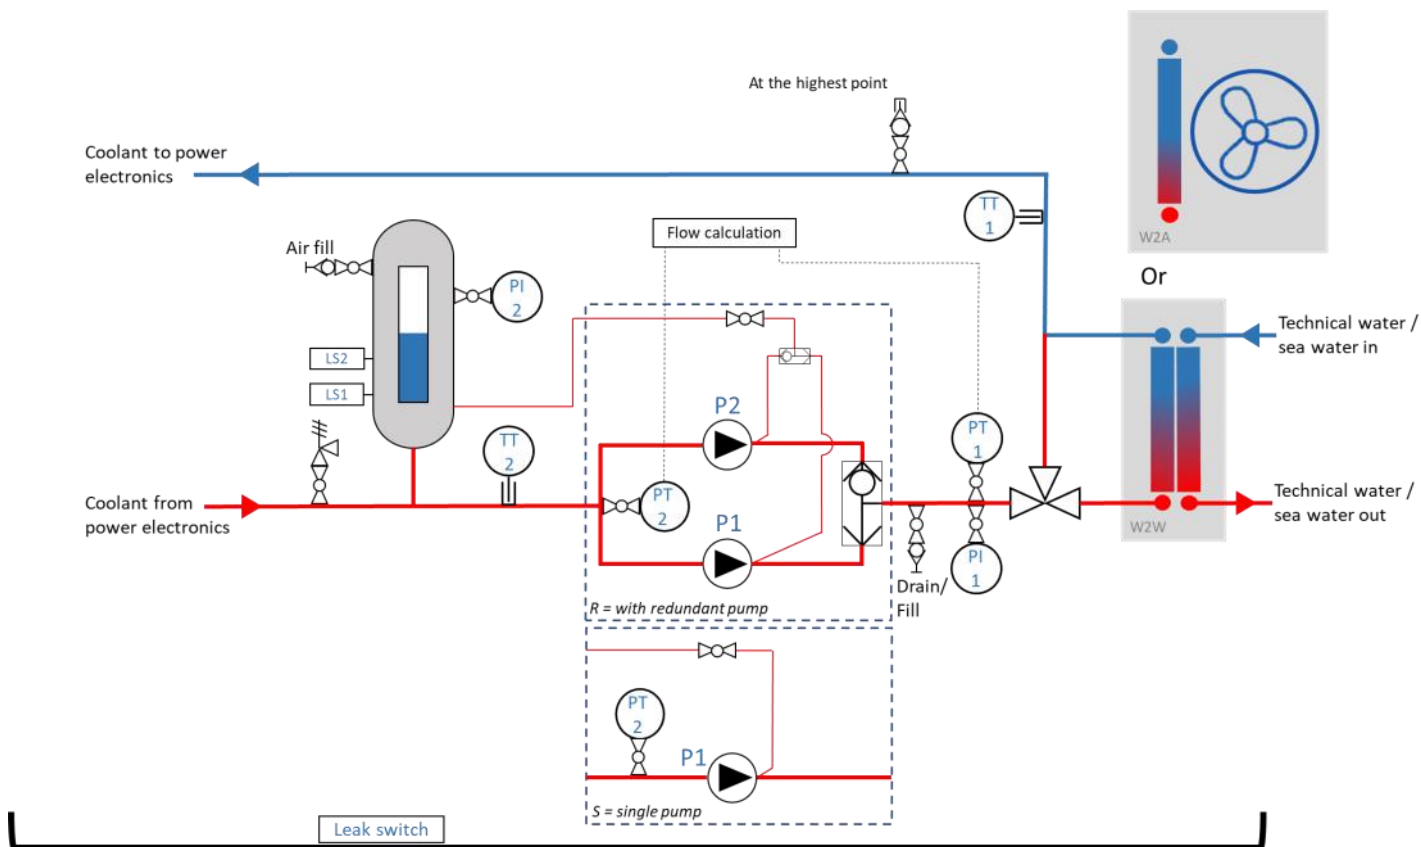 At the highest point
Coolant to power
electronics
TT
1
W2A
Or
Flow calculation
Air fill
PI
2
LS2
LS1
Technical water /
sea water in
P2
TT
2
PT
1
PT
2
Coolant from
power electronics
P1
Technical water /
sea water out
W2W
PI
1
Drain/
Fill
R = with redundant pump
PT
2
P1
S = single pump
Leak switch